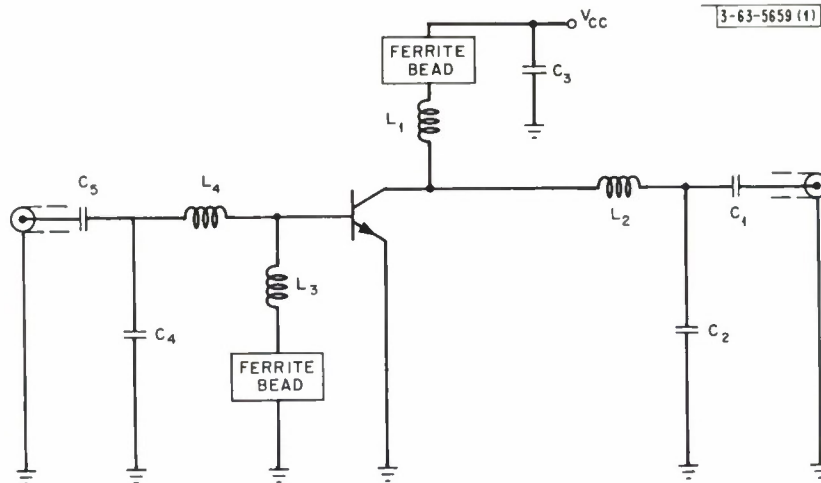 3-63-5659 (1)
VCC
FERRITE
BEAD
C3
L1
C5
L4
L2
C1
L3
C4
C2
FERRITE
BEAD